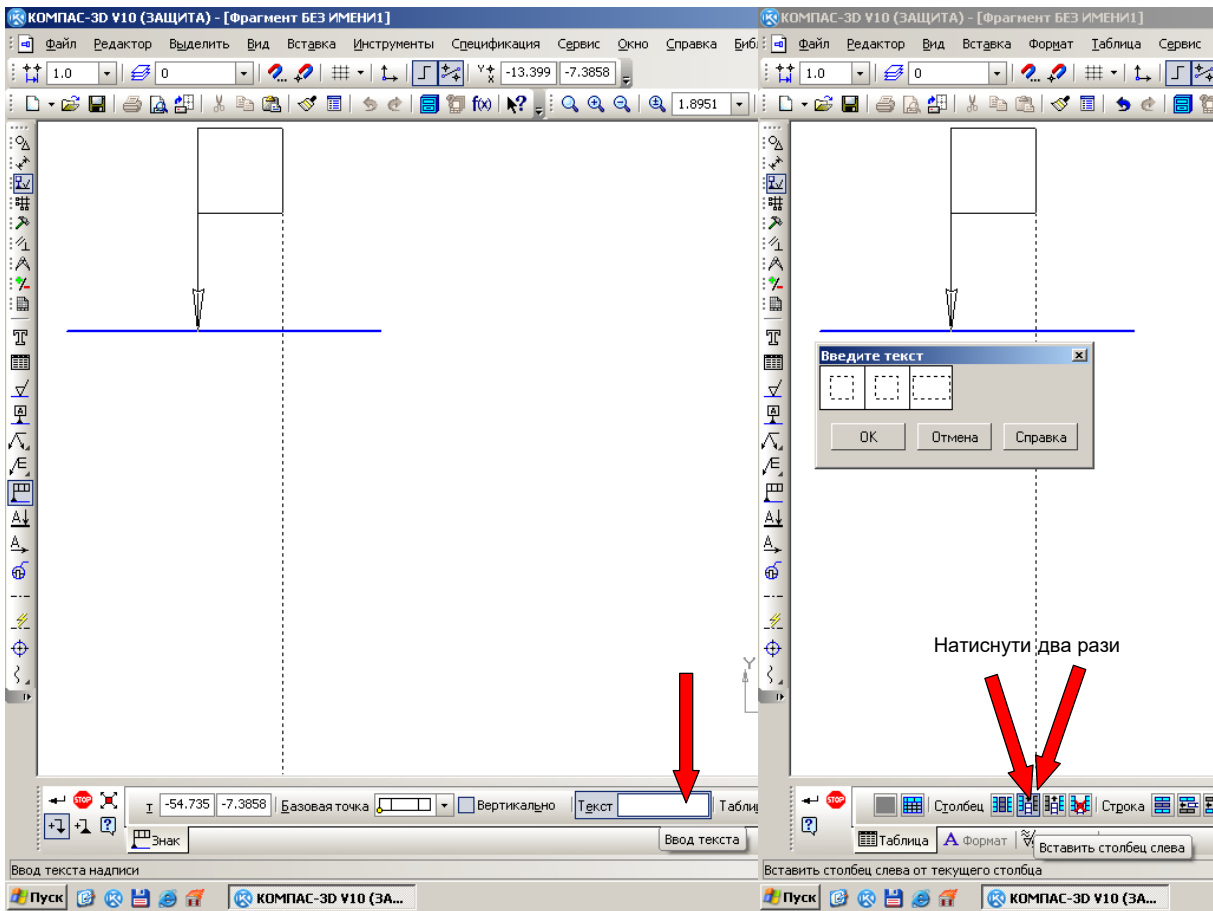 КОМПАС-3D V10 (ЗАЩИТА) - [Фрагмент БЕЗ ИМЕНИ1]
Файл Редактор Выделить Вид Вставка Инструменты Спецификация Сервис Окно Справка
1.0 0 -13.399 -7.3858
1.8951
-54.735 -7.3858 Базовая точка Вертикально Текст
Знак
Ввод текста
Ввод текста надписи
Пуск КОМПАС-3D V10 (ЗА...
КОМПАС-3D V10 (ЗАЩИТА) - [Фрагмент БЕЗ ИМЕНИ1]
Файл Редактор Вид Вставка Формат Таблица Сервис
1.0 0
Введите текст
OK Отмена Справка
Натиснути два рази
STOP Столбец Строка
Таблица Формат
Вставить столбец слева
Вставить столбец слева от текущего столбца
Пуск КОМПАС-3D V10 (ЗА...